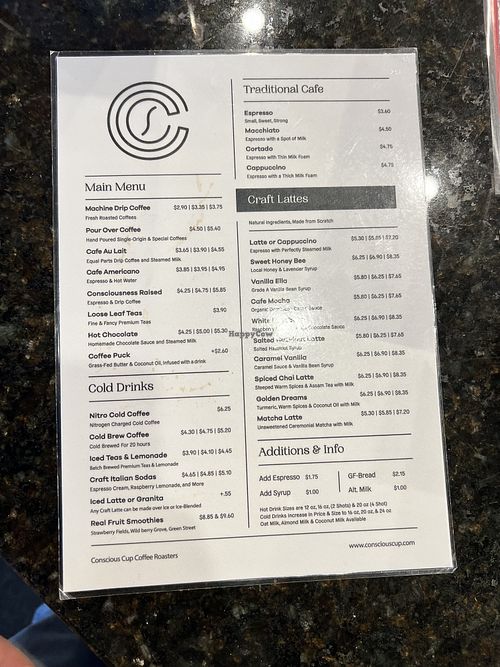 Main Menu
Machine Drip Coffee $2.90 | $3.35 | $3.75
Fresh Roasted Coffees
Pour Over Coffee $4.50 | $5.40
Hand Poured Single-Origin & Special Coffees
Cafe Au Lait $3.65 | $3.90 | $4.55
Equal Parts Drip Coffee and Steamed Milk
Cafe Americano $3.85 | $3.95 | $4.95
Espresso & Hot Water
Consciousness Raised $4.25 | $4.75 | $5.85
Espresso & Drip Coffee
Loose Leaf Teas $3.90
Fine & Fancy Premium Teas
Hot Chocolate $4.25 | $5.00 | $5.30
Homemade Chocolate Sauce and Steamed Milk
Coffee Puck +$2.60
Grass-Fed Butter & Coconut Oil, Infused with a drink
Cold Drinks
Nitro Cold Coffee $6.25
Nitrogen Charged Cold Coffee
Cold Brew Coffee $4.30 | $4.75 | $5.20
Cold Brewed For 20 hours
Iced Teas & Lemonade $3.90 | $4.10 | $4.45
Batch Brewed Premium Teas & Lemonade
Craft Italian Sodas $4.65 | $4.85 | $5.10
Espresso Cream, Raspberry Lemonade, and More
Iced Latte or Granita +.55
Any Craft Latte can be made over Ice or Ice-Blended
Real Fruit Smoothies $8.85 & $9.60
Strawberry Fields, Wild berry Grove, Green Street
Conscious Cup Coffee Roasters
Traditional Cafe
Espresso $3.60
Small, Sweet, Strong
Macchiato $4.50
Espresso with a Spot of Milk
Cortado $4.75
Espresso with Thin Milk Foam
Cappuccino $4.75
Espresso with a Thick Milk Foam
Craft Lattes
Natural Ingredients, Made from Scratch
Latte or Cappuccino $5.30 | $5.85 | $7.20
Espresso with Perfectly Steamed Milk
Sweet Honey Bee $6.25 | $6.90 | $8.35
Local Honey & Lavender Syrup
Vanilla Ella $5.80 | $6.25 | $7.65
Grade A Vanilla Bean Syrup
Cafe Mocha $5.80 | $6.25 | $7.65
Organic Sauce
White $6.25 | $6.90 | $8.35
Chocolate Sauce
HappyCow
Salted Latte $5.80 | $6.25 | $7.65
Salted Hazelnut Syrup
Caramel Vanilla $6.25 | $6.90 | $8.35
Caramel Sauce & Vanilla Bean Syrup
Spiced Chai Latte $6.25 | $6.90 | $8.35
Steeped Warm Spices & Assam Tea with Milk
Golden Dreams $6.25 | $6.90 | $8.35
Turmeric, Warm Spices & Coconut Oil with Milk
Matcha Latte $5.30 | $5.85 | $7.20
Unsweetened Ceremonial Matcha with Milk
Additions & Info
Add Espresso $1.75 GF-Bread $2.15
Add Syrup $1.00 Alt. Milk $1.00
Hot Drink Sizes are 12 oz, 16 oz, (2 Shots) & 20 oz (4 Shot)
Cold Drinks Increase in Price & Size to 16 oz, 20 oz, & 24 oz
Oat Milk, Almond Milk & Coconut Milk Available
www.consciouscup.com